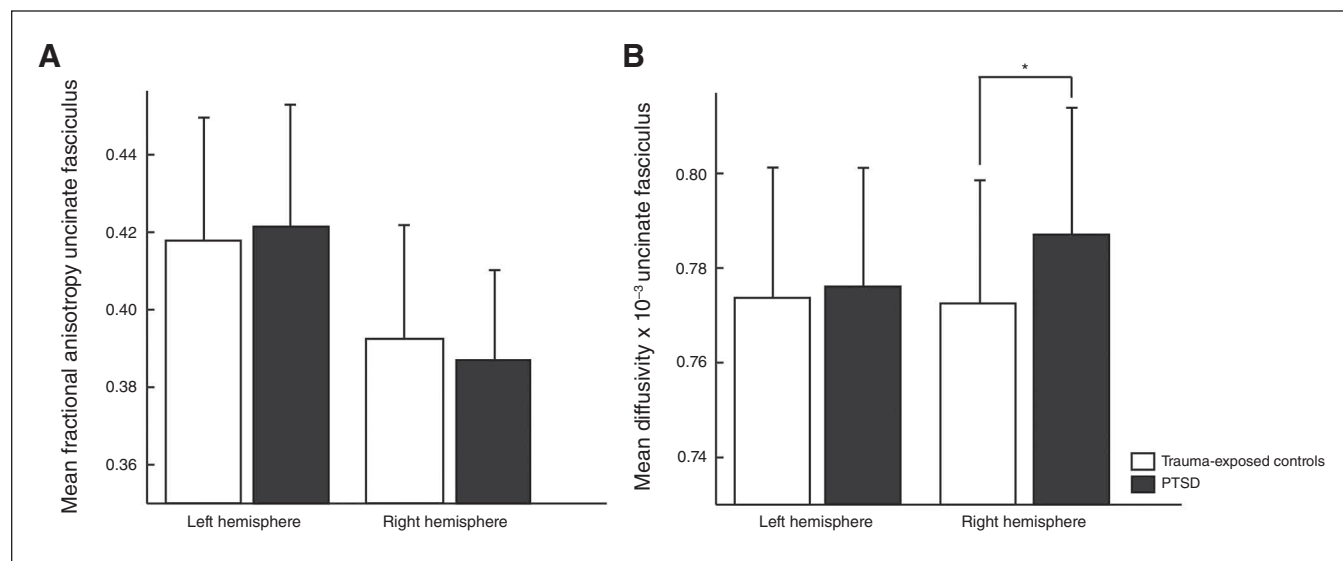 A
Mean fractional anisotropy uncinate fasciculus
0.44
0.42
0.40
0.38
0.36
Left hemisphere
Right hemisphere
B
Mean diffusivity x 10⁻³ uncinate fasciculus
*
0.80
0.78
0.76
0.74
Left hemisphere
Right hemisphere
Trauma-exposed controls
PTSD